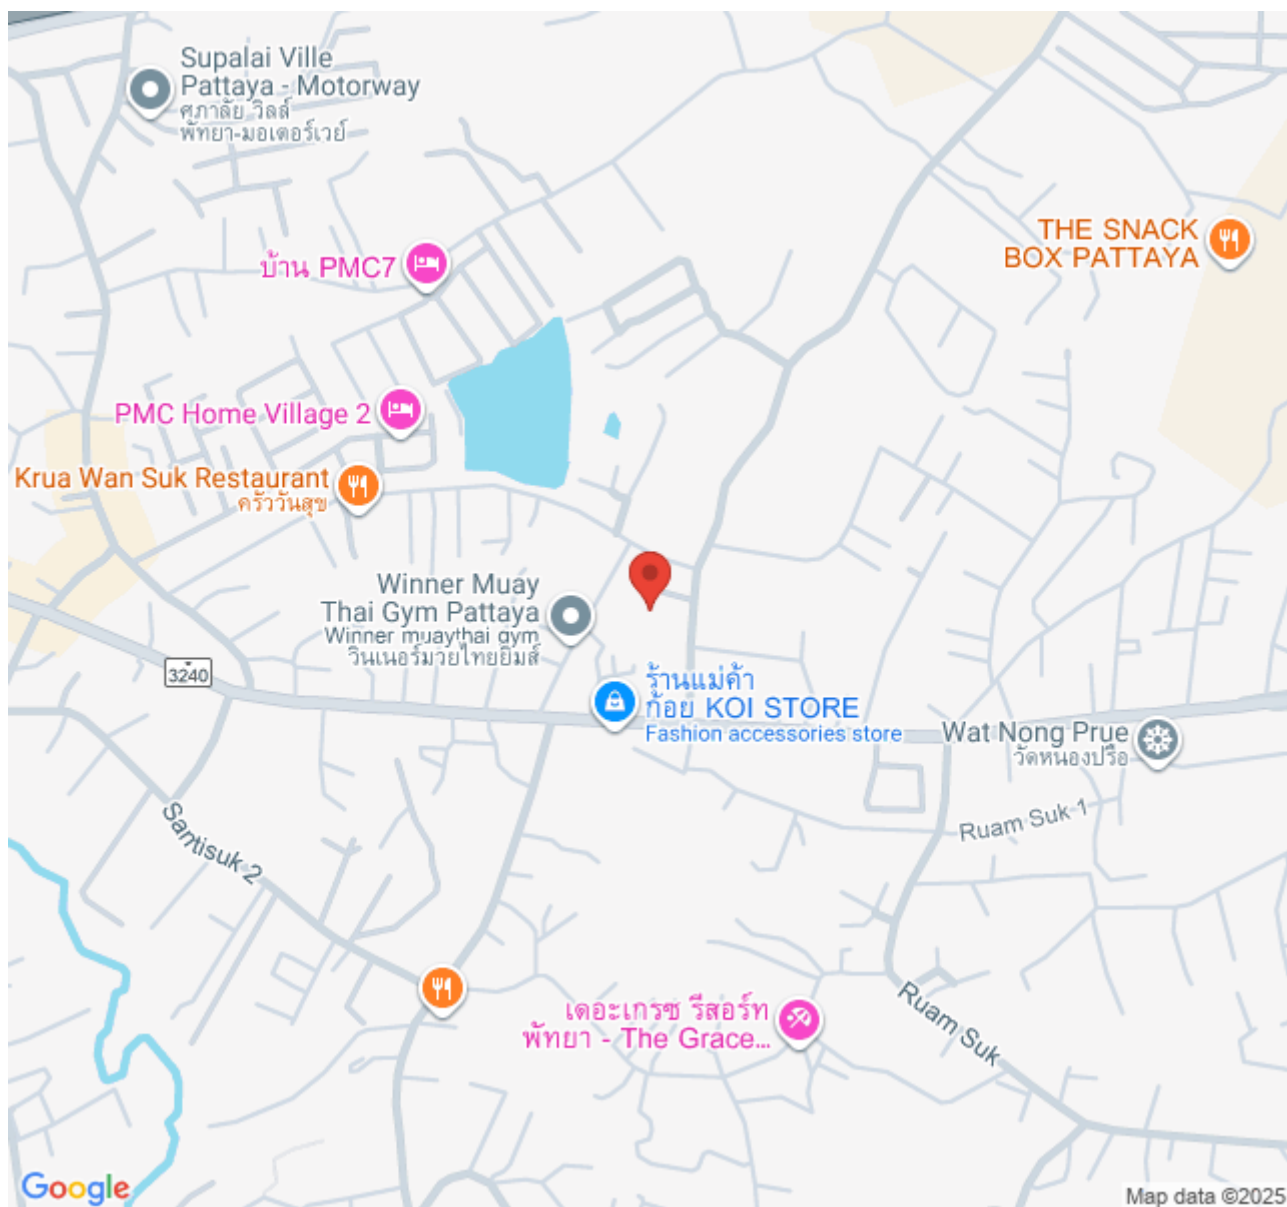 Supalai Ville
Pattaya - Motorway
ศุภาลัย วิลล์
พัทยา-มอเตอร์เวย์
THE SNACK
BOX PATTAYA
บ้าน PMC7
PMC Home Village 2
Krua Wan Suk Restaurant
ครัววันสุข
Winner Muay
Thai Gym Pattaya
Winner muaythai gym
วินเนอร์มวยไทยยิมส์
3240
ร้านแม่ค้า
ก้อย KOI STORE
Fashion accessories store
Wat Nong Prue
วัดหนองปรือ
Ruam Suk 1
Santisuk 2
Ruam Suk
เดอะเกรซ รีสอร์ท
พัทยา - The Grace...
Google
Map data ©2025